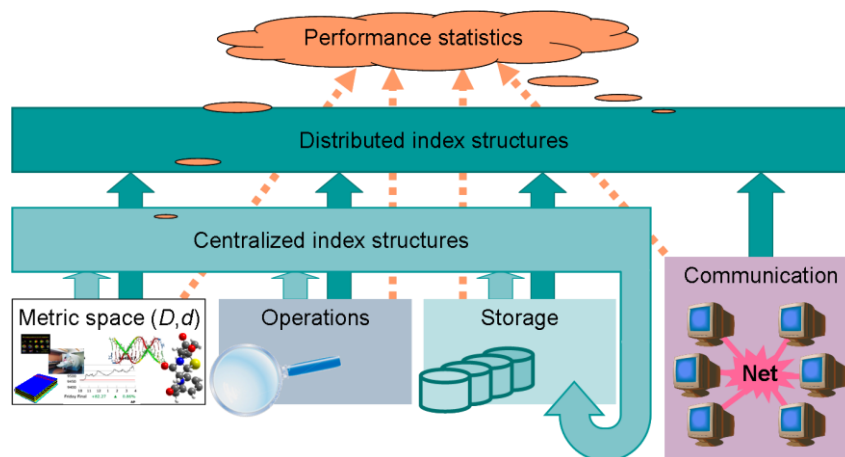 Performance statistics
Distributed index structures
Centralized index structures
Communication
Metric space (D,d)
Operations
Storage
Net